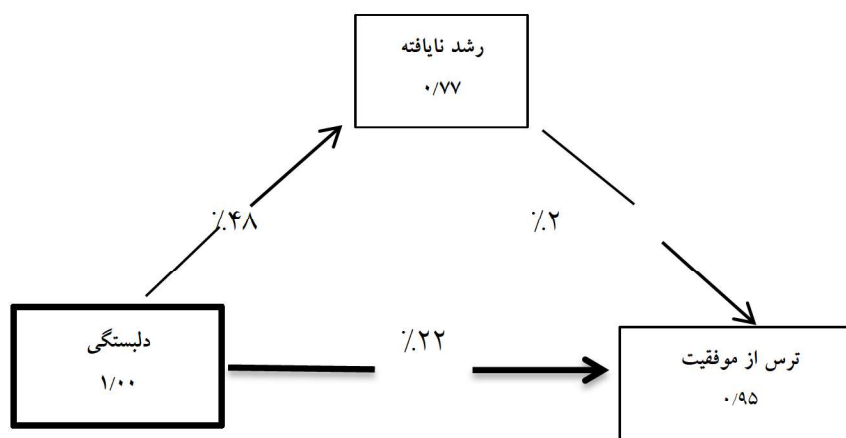 رشد نایافته
۰/۷۷
٪۴۸
٪۲
دلبستگی
۱/۰۰
٪۲۲
ترس از موفقیت
۰/۹۵